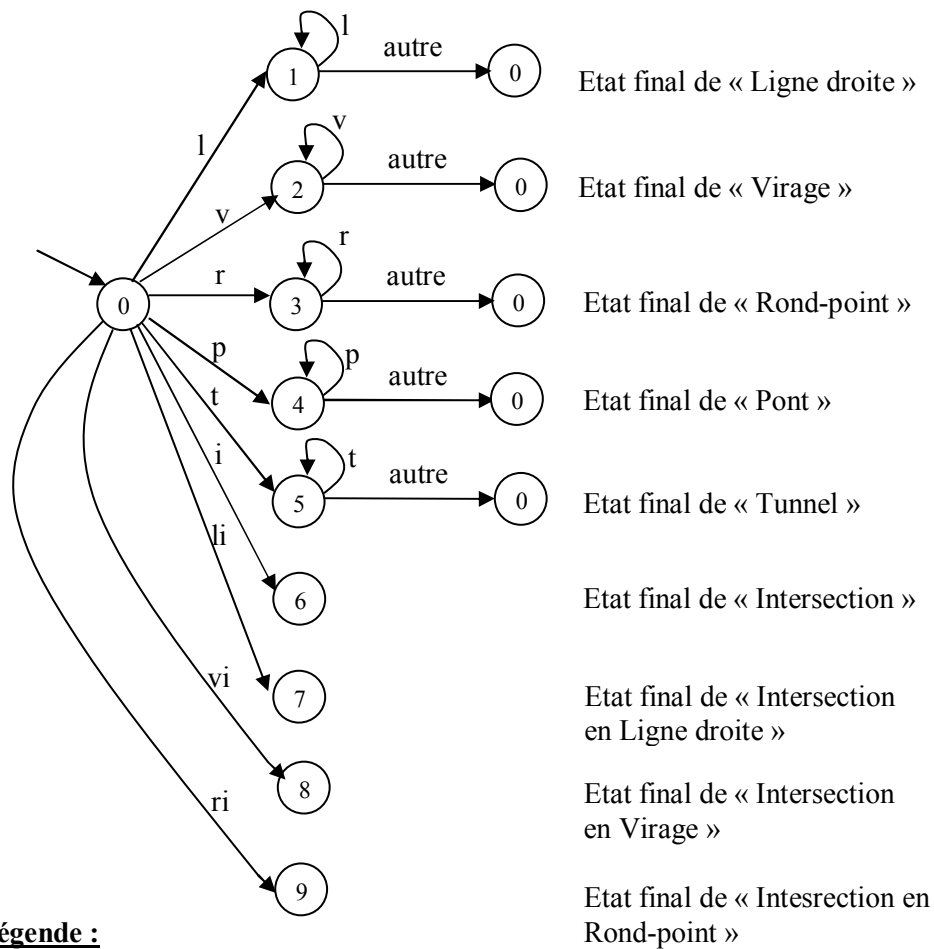 l
autre
1
0
Etat final de « Ligne droite »
l
v
autre
2
0
Etat final de « Virage »
v
r
autre
r
3
0
Etat final de « Rond-point »
0
p
p
autre
4
0
Etat final de « Pont »
t
t
autre
5
0
Etat final de « Tunnel »
i
li
6
Etat final de « Intersection »
vi
7
Etat final de « Intersection
en Ligne droite »
8
Etat final de « Intersection
en Virage »
ri
9
Etat final de « Intesrection en
Rond-point »
égende :